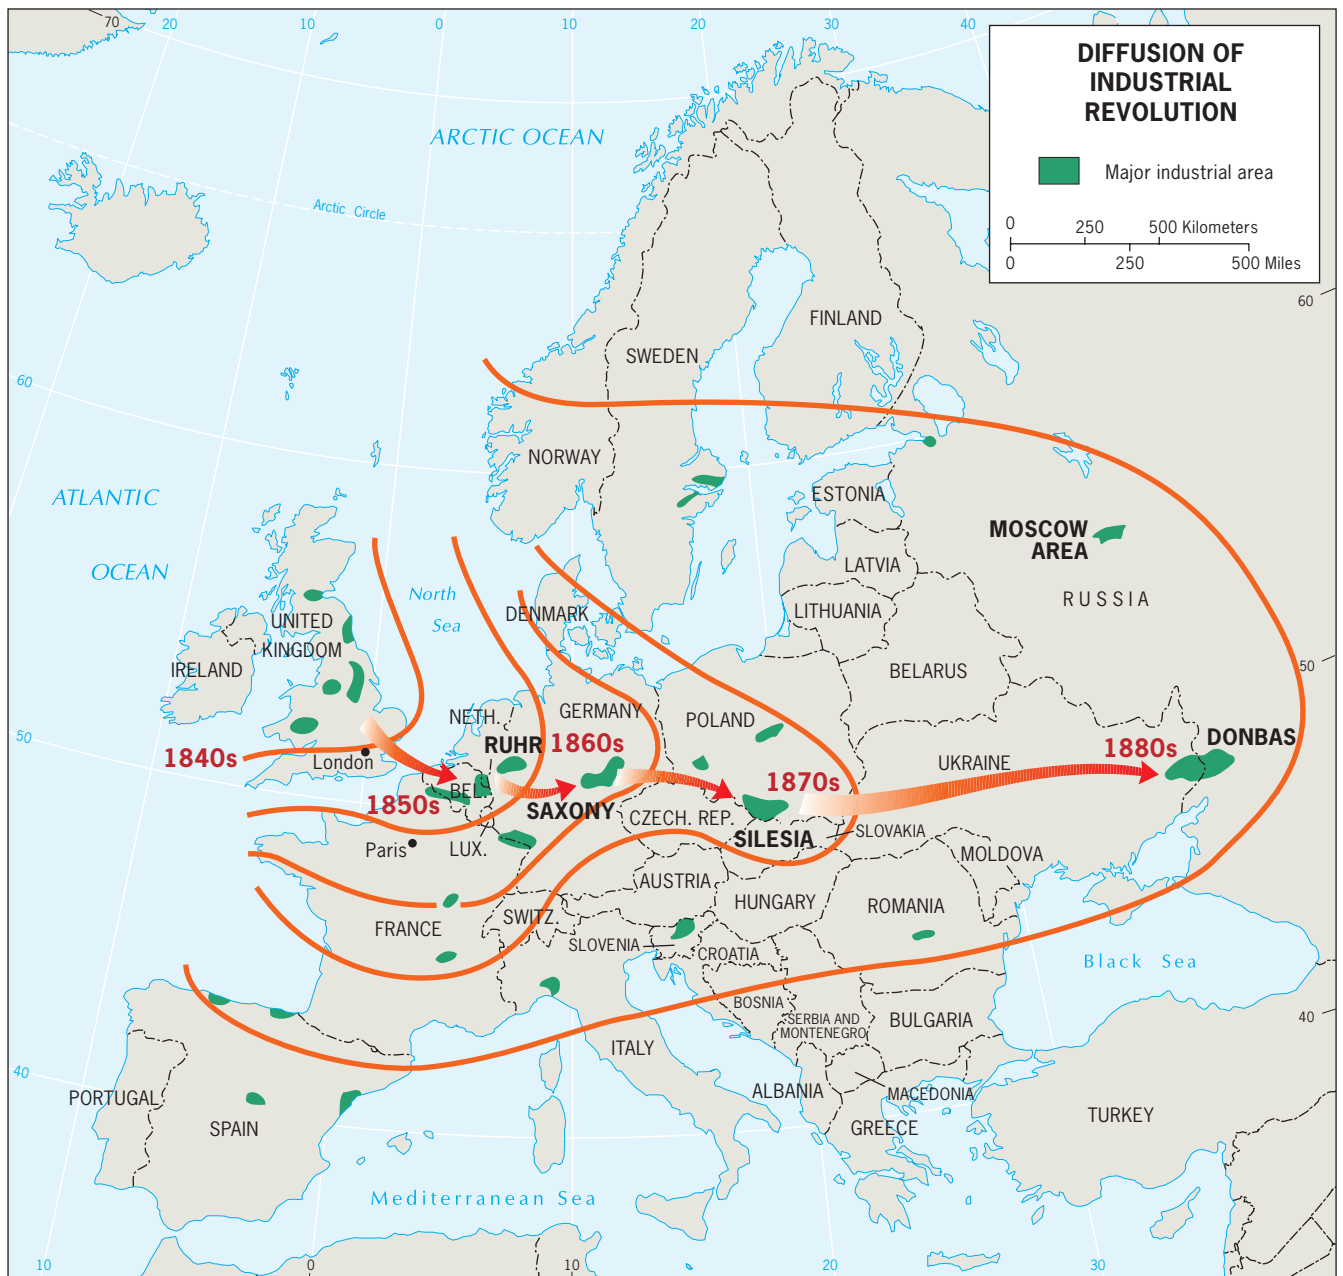 70
20
10
0
10
20
30
40
DIFFUSION OF
INDUSTRIAL
REVOLUTION
Major industrial area
0
250
500 Kilometers
0
250
500 Miles
ARCTIC OCEAN
Arctic Circle
60
FINLAND
SWEDEN
60
NORWAY
ATLANTIC
OCEAN
ESTONIA
MOSCOW
AREA
LATVIA
RUSSIA
North
Sea
DENMARK
LITHUANIA
UNITED
KINGDOM
IRELAND
BELARUS
50
NETH.
GERMANY
POLAND
50
1840s
London
RUHR
1860s
DONBAS
1880s
UKRAINE
1870s
BEL.
1850s
SAXONY
CZECH. REP.
SILESIA
SLOVAKIA
Paris
LUX.
MOLDOVA
AUSTRIA
HUNGARY
ROMANIA
SWITZ.
FRANCE
SLOVENIA
CROATIA
Black Sea
BOSNIA
SERBIA AND
MONTENEGRO
BULGARIA
40
ITALY
40
PORTUGAL
ALBANIA
MACEDONIA
SPAIN
GREECE
TURKEY
Mediterranean Sea
10
0
10
20
30